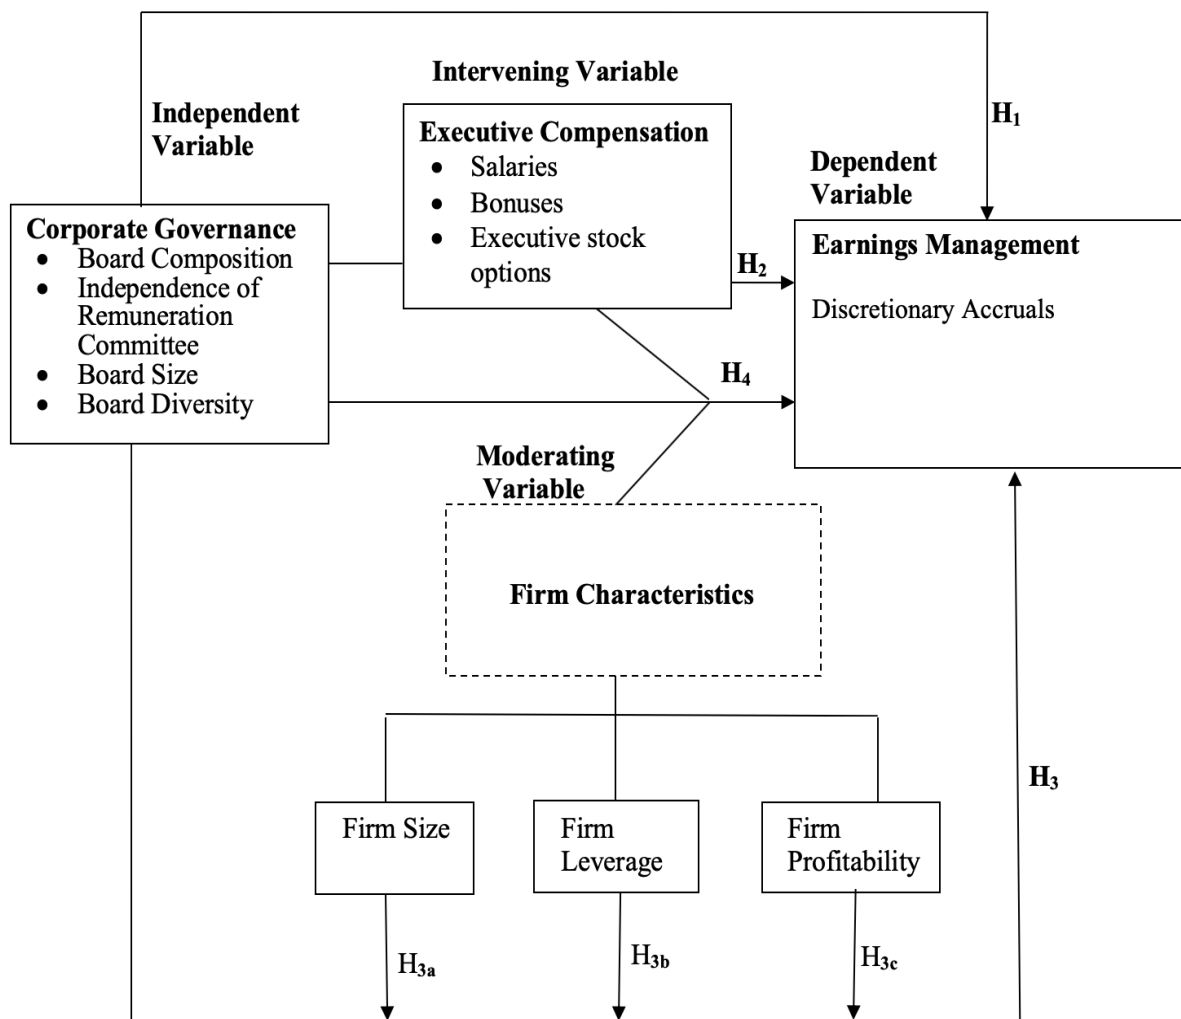 Intervening Variable
Independent
Variable
H₁
Executive Compensation
• Salaries
• Bonuses
• Executive stock
options
Dependent
Variable
Corporate Governance
• Board Composition
• Independence of
Remuneration
Committee
• Board Size
• Board Diversity
H₂
Earnings Management
Discretionary Accruals
H₄
Moderating
Variable
Firm Characteristics
H₃
Firm Size
Firm
Leverage
Firm
Profitability
H₃ₐ
H₃b
H₃c